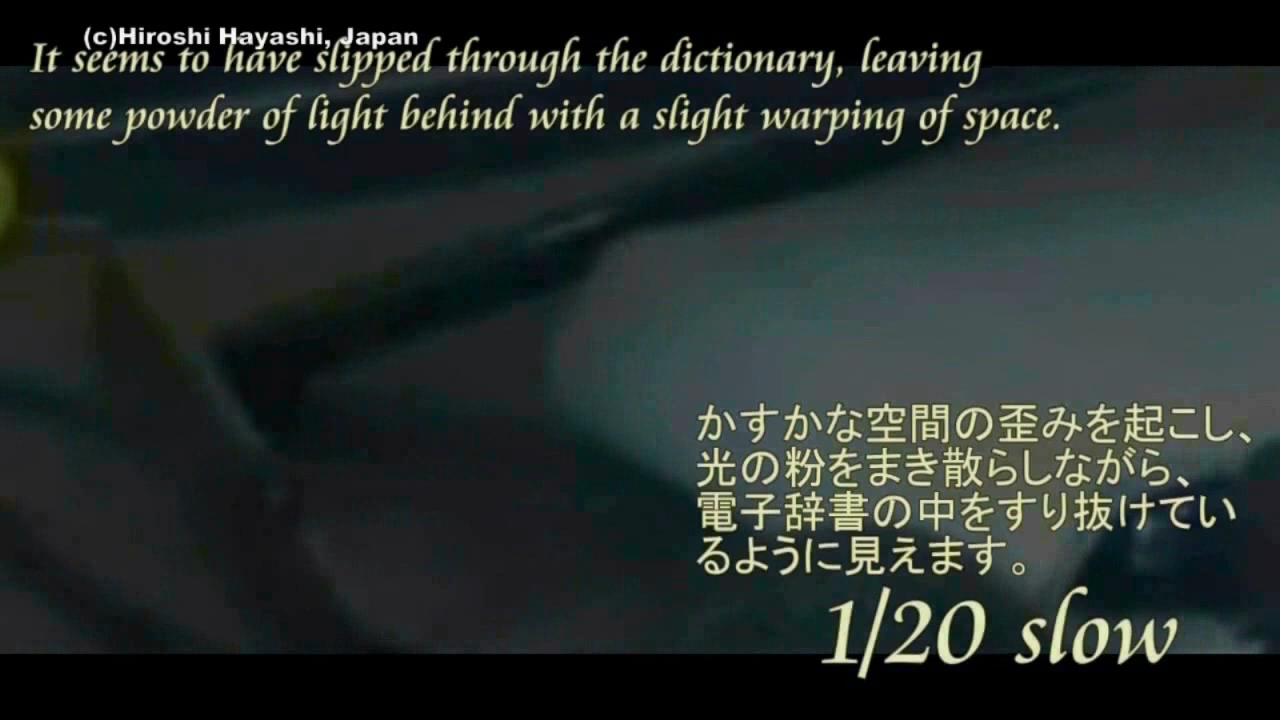 (c)Hiroshi Hayashi, Japan
It seems to have slipped through the dictionary, leaving
some powder of light behind with a slight warping of space.
かすかな空間の歪みを起こし、
光の粉をまき散らしながら、
電子辞書の中をすり抜けてい
るように見えます。
1/20 slow